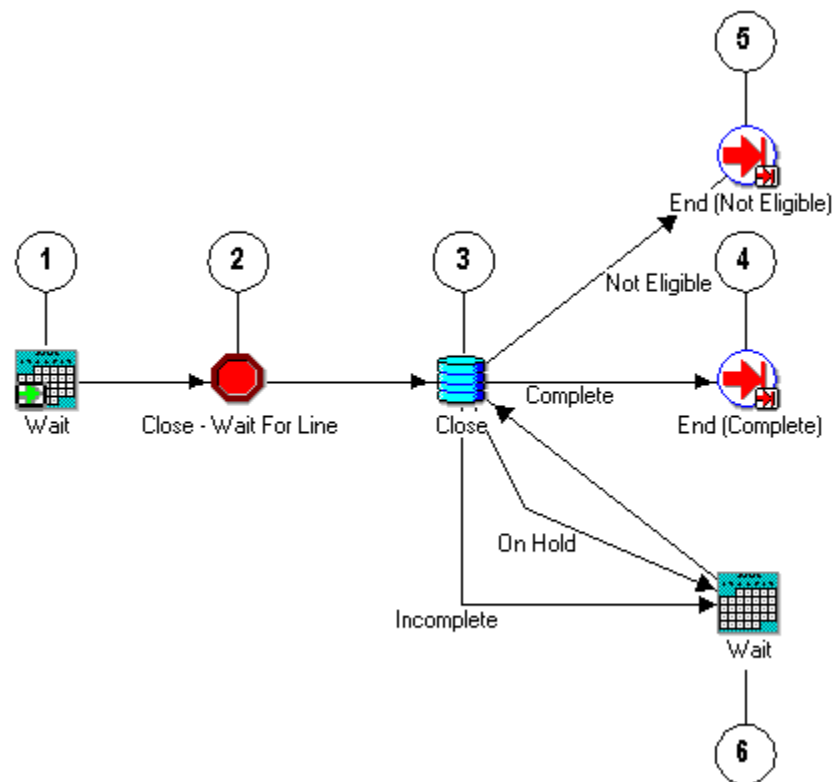 5
End (Not Eligible)
1
2
3
4
Not Eligible
Wait
Close - Wait For Line
Close
Complete
End (Complete)
On Hold
Incomplete
Wait
6